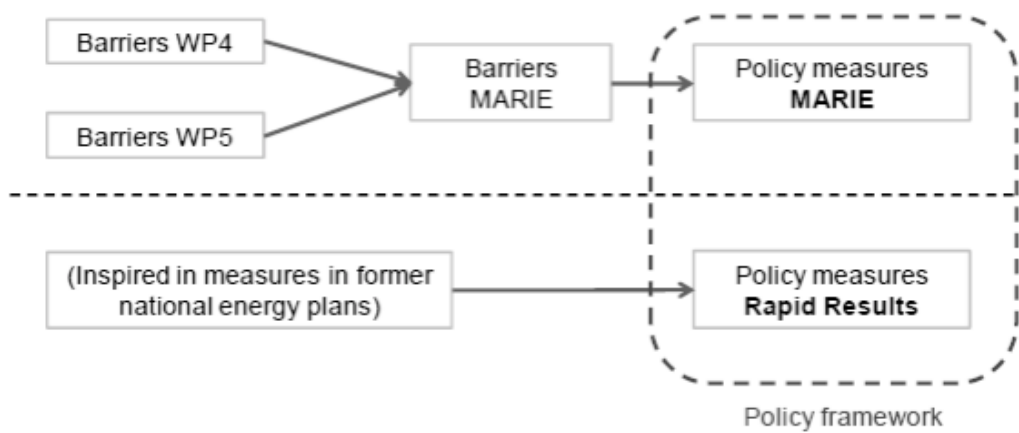 Barriers WP4
Barriers WP5
Barriers
MARIE
Policy measures
MARIE
(Inspired in measures in former
national energy plans)
Policy measures
Rapid Results
Policy framework